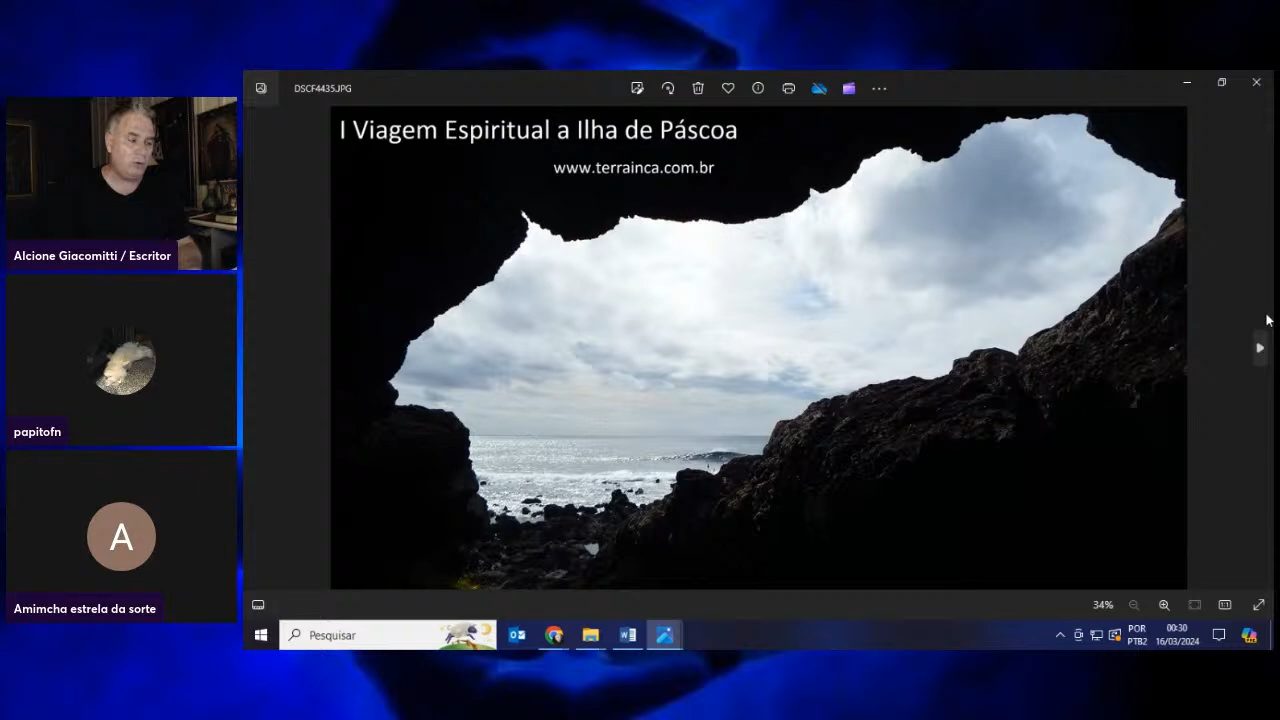 DSCF4435.JPG
I Viagem Espiritual a Ilha de Páscoa
www.terrainca.com.br
Alcione Giacomitti / Escritor
papitofn
A
Amimcha estrela da sorte
34%
Pesquisar
POR
PTB2
00:30
16/03/2024